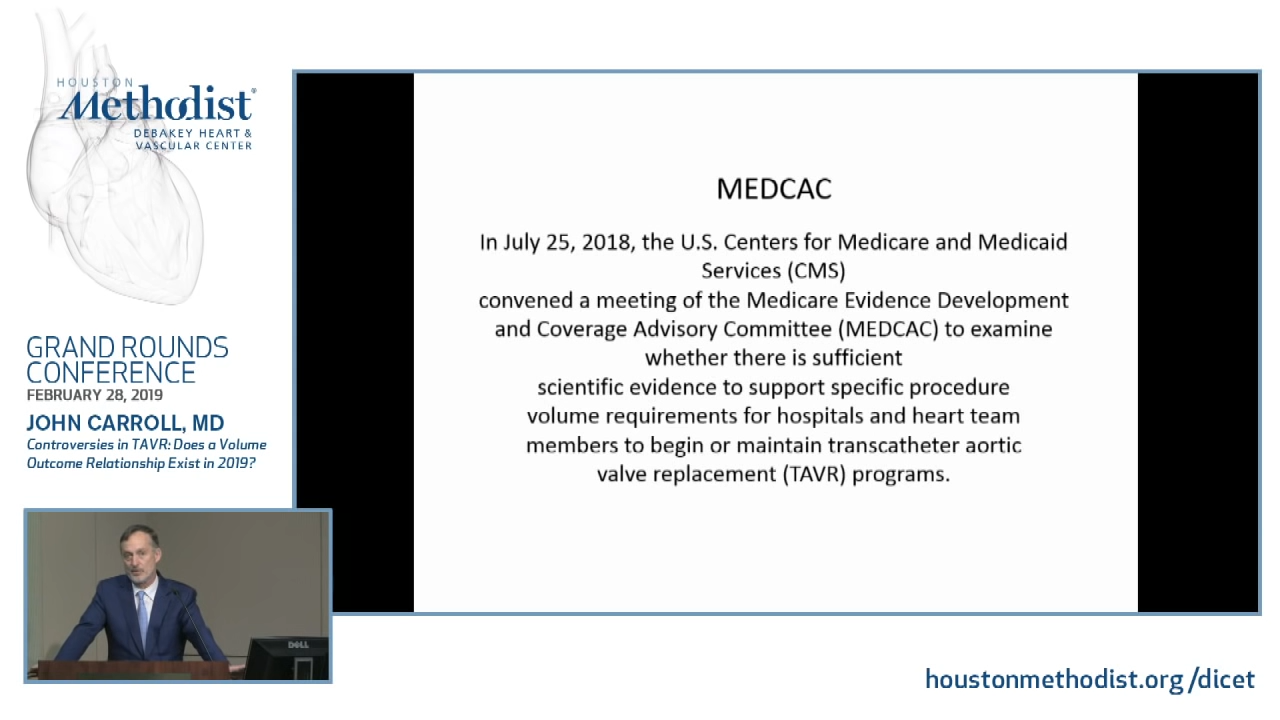 HOUSTON
Methodist®
DEBAKEY HEART &
VASCULAR CENTER
GRAND ROUNDS
CONFERENCE
FEBRUARY 28, 2019
JOHN CARROLL, MD
Controversies in TAVR: Does a Volume
Outcome Relationship Exist in 2019?
MEDCAC
In July 25, 2018, the U.S. Centers for Medicare and Medicaid
Services (CMS)
convened a meeting of the Medicare Evidence Development
and Coverage Advisory Committee (MEDCAC) to examine
whether there is sufficient
scientific evidence to support specific procedure
volume requirements for hospitals and heart team
members to begin or maintain transcatheter aortic
valve replacement (TAVR) programs.
DELL
houstonmethodist.org/dicet